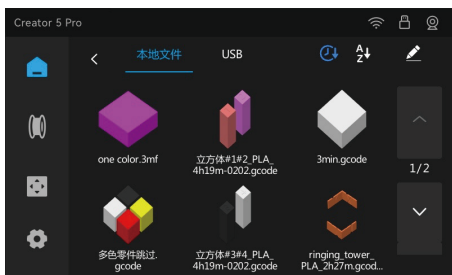 Creator 5 Pro
本地文件
USB
A
Z
one color.3mf
立方体#1#2_PLA_
4h19m-0202.gcode
3min.gcode
1/2
多色零件跳过.
gcode
立方体#3#4_PLA_
4h19m-0202.gcode
ringing_tower_
PLA_2h27m.gcod...